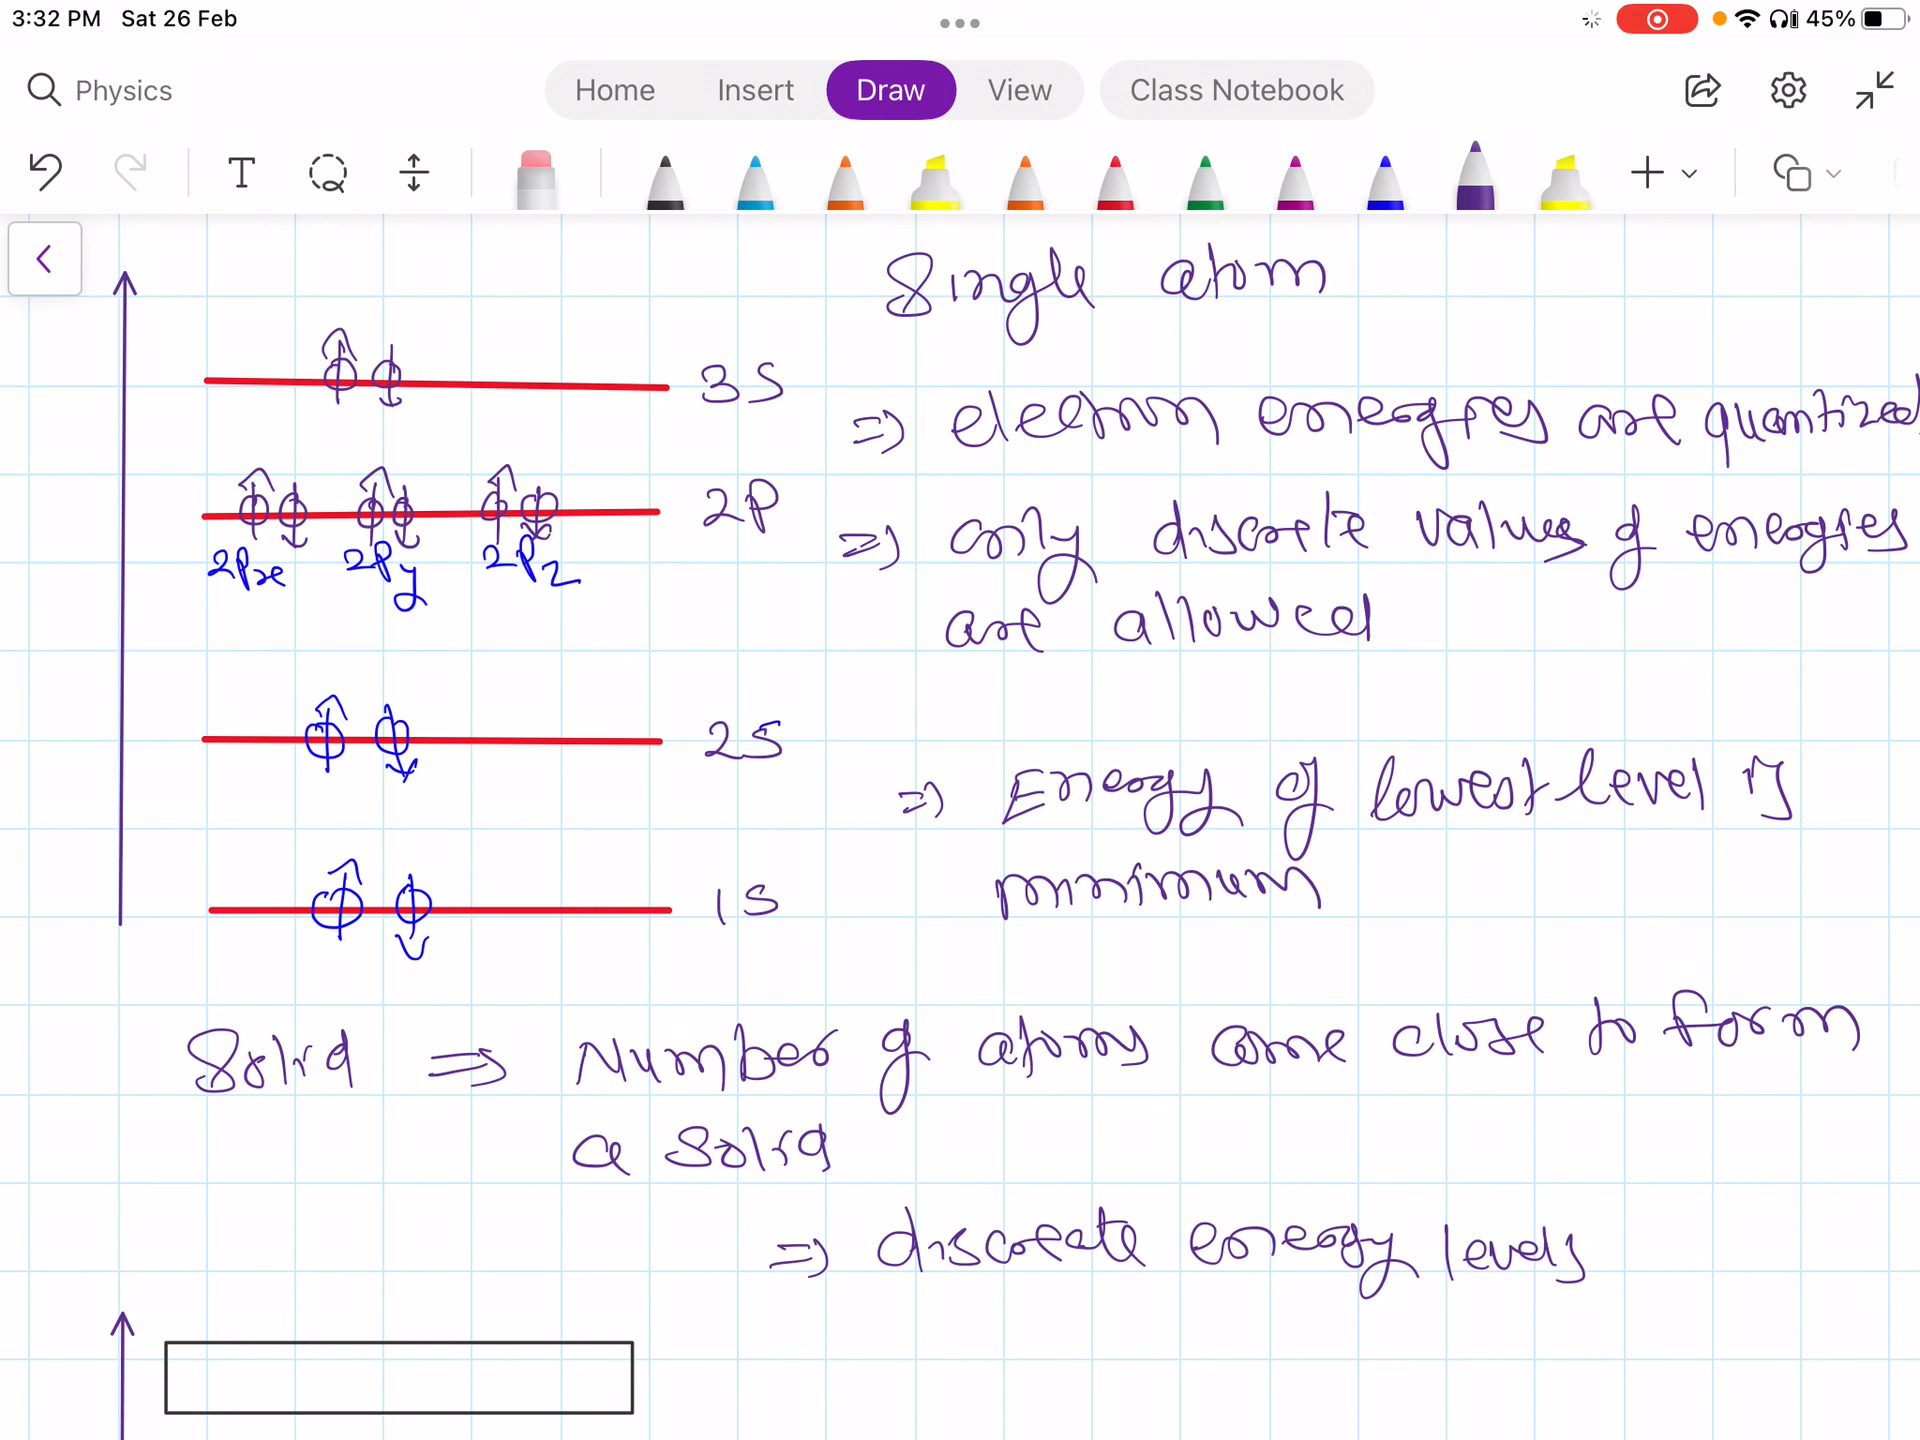 3:32 PM Sat 26 Feb
45%
Physics
Home Insert Draw View Class Notebook
T
Single atom
3S
⇒ electron energies are quantized
2P
2Px 2Py 2Pz
⇒ only discrete values of energies
are allowed
2S
⇒ Energy of lowest level is
minimum
1S
Solid ⇒ Number of atoms come close to form
a solid
⇒ discreate energy levels